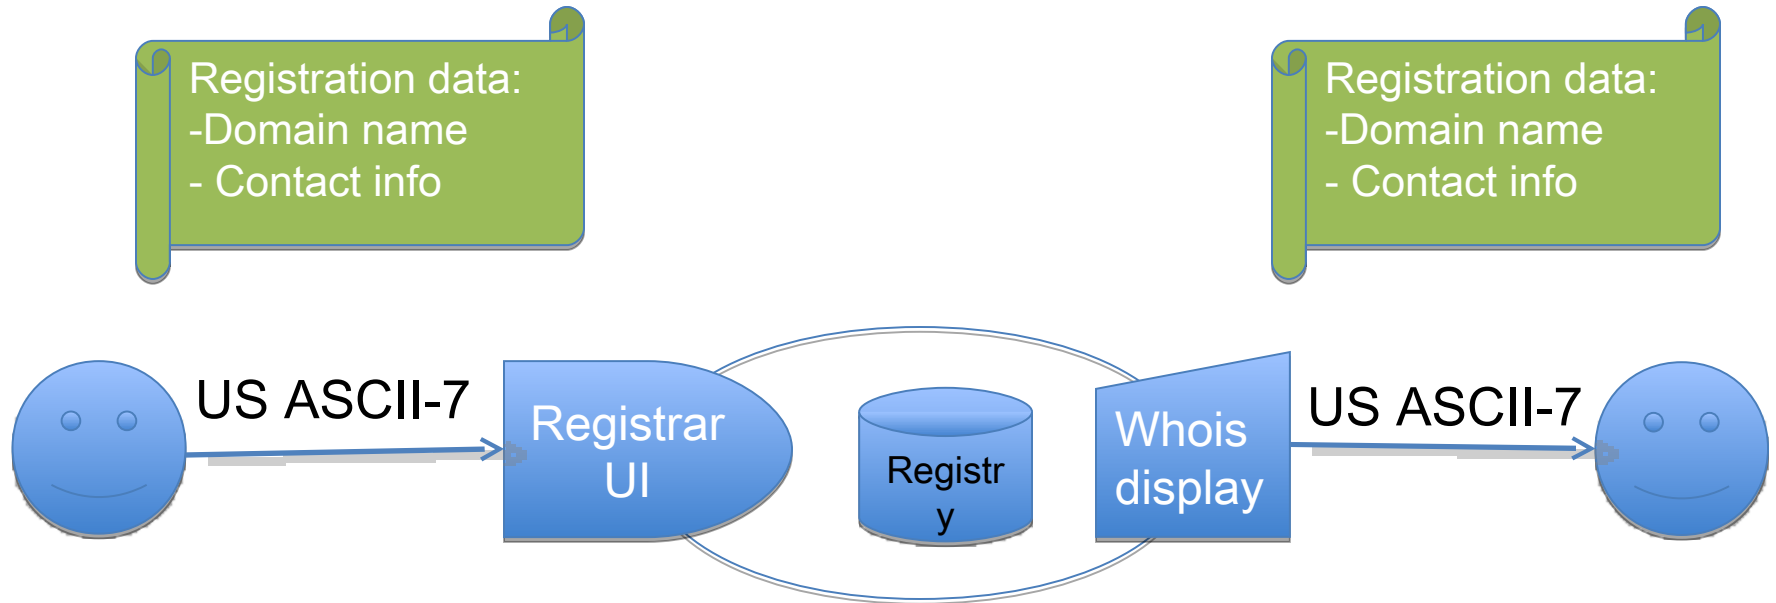 Registration data:
-Domain name
- Contact info
Registration data:
-Domain name
- Contact info
US ASCII-7
Registrar
UI
Registr
y
Whois
display
US ASCII-7